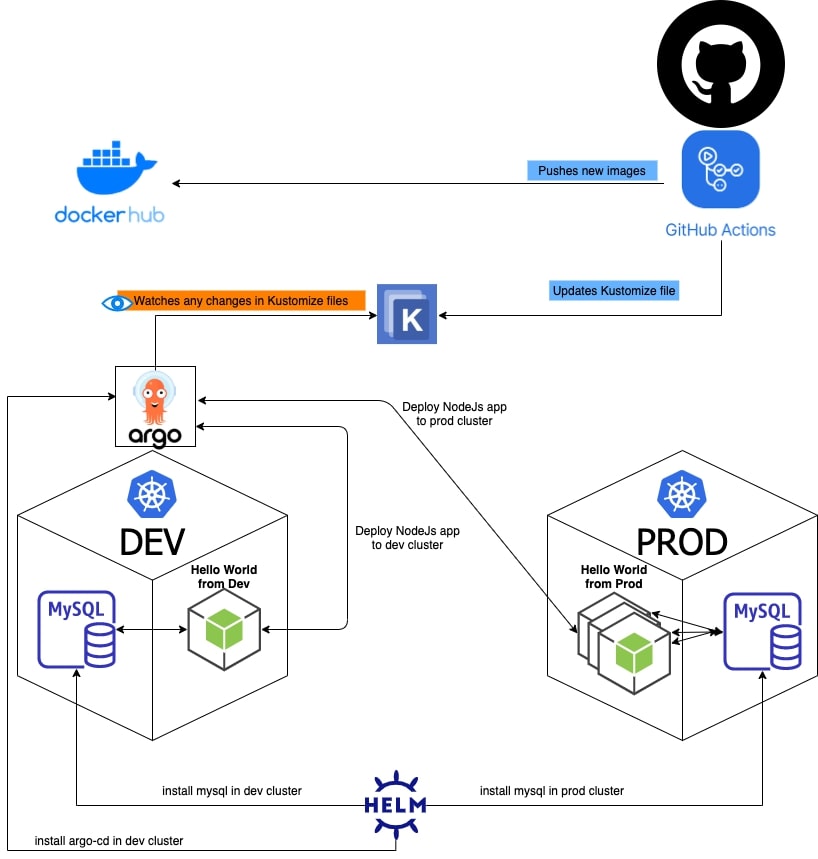 Pushes new images
dockerhub
GitHub Actions
Watches any changes in Kustomize files
Updates Kustomize file
K
argo
Deploy NodeJs app
to prod cluster
DEV
Deploy NodeJs app
to dev cluster
PROD
Hello World
from Dev
Hello World
from Prod
MySQL
MySQL
install mysql in dev cluster
install mysql in prod cluster
HELM
install argo-cd in dev cluster